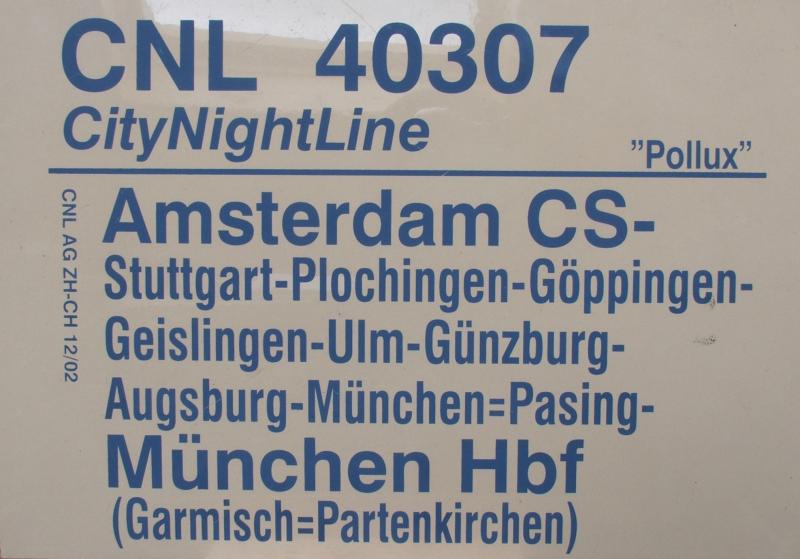 CNL 40307
CityNightLine
"Pollux"
CNL AG ZH-CH 12/02
Amsterdam CS-
Stuttgart-Plochingen-Göppingen-
Geislingen-Ulm-Günzburg-
Augsburg-München=Pasing-
München Hbf
(Garmisch=Partenkirchen)